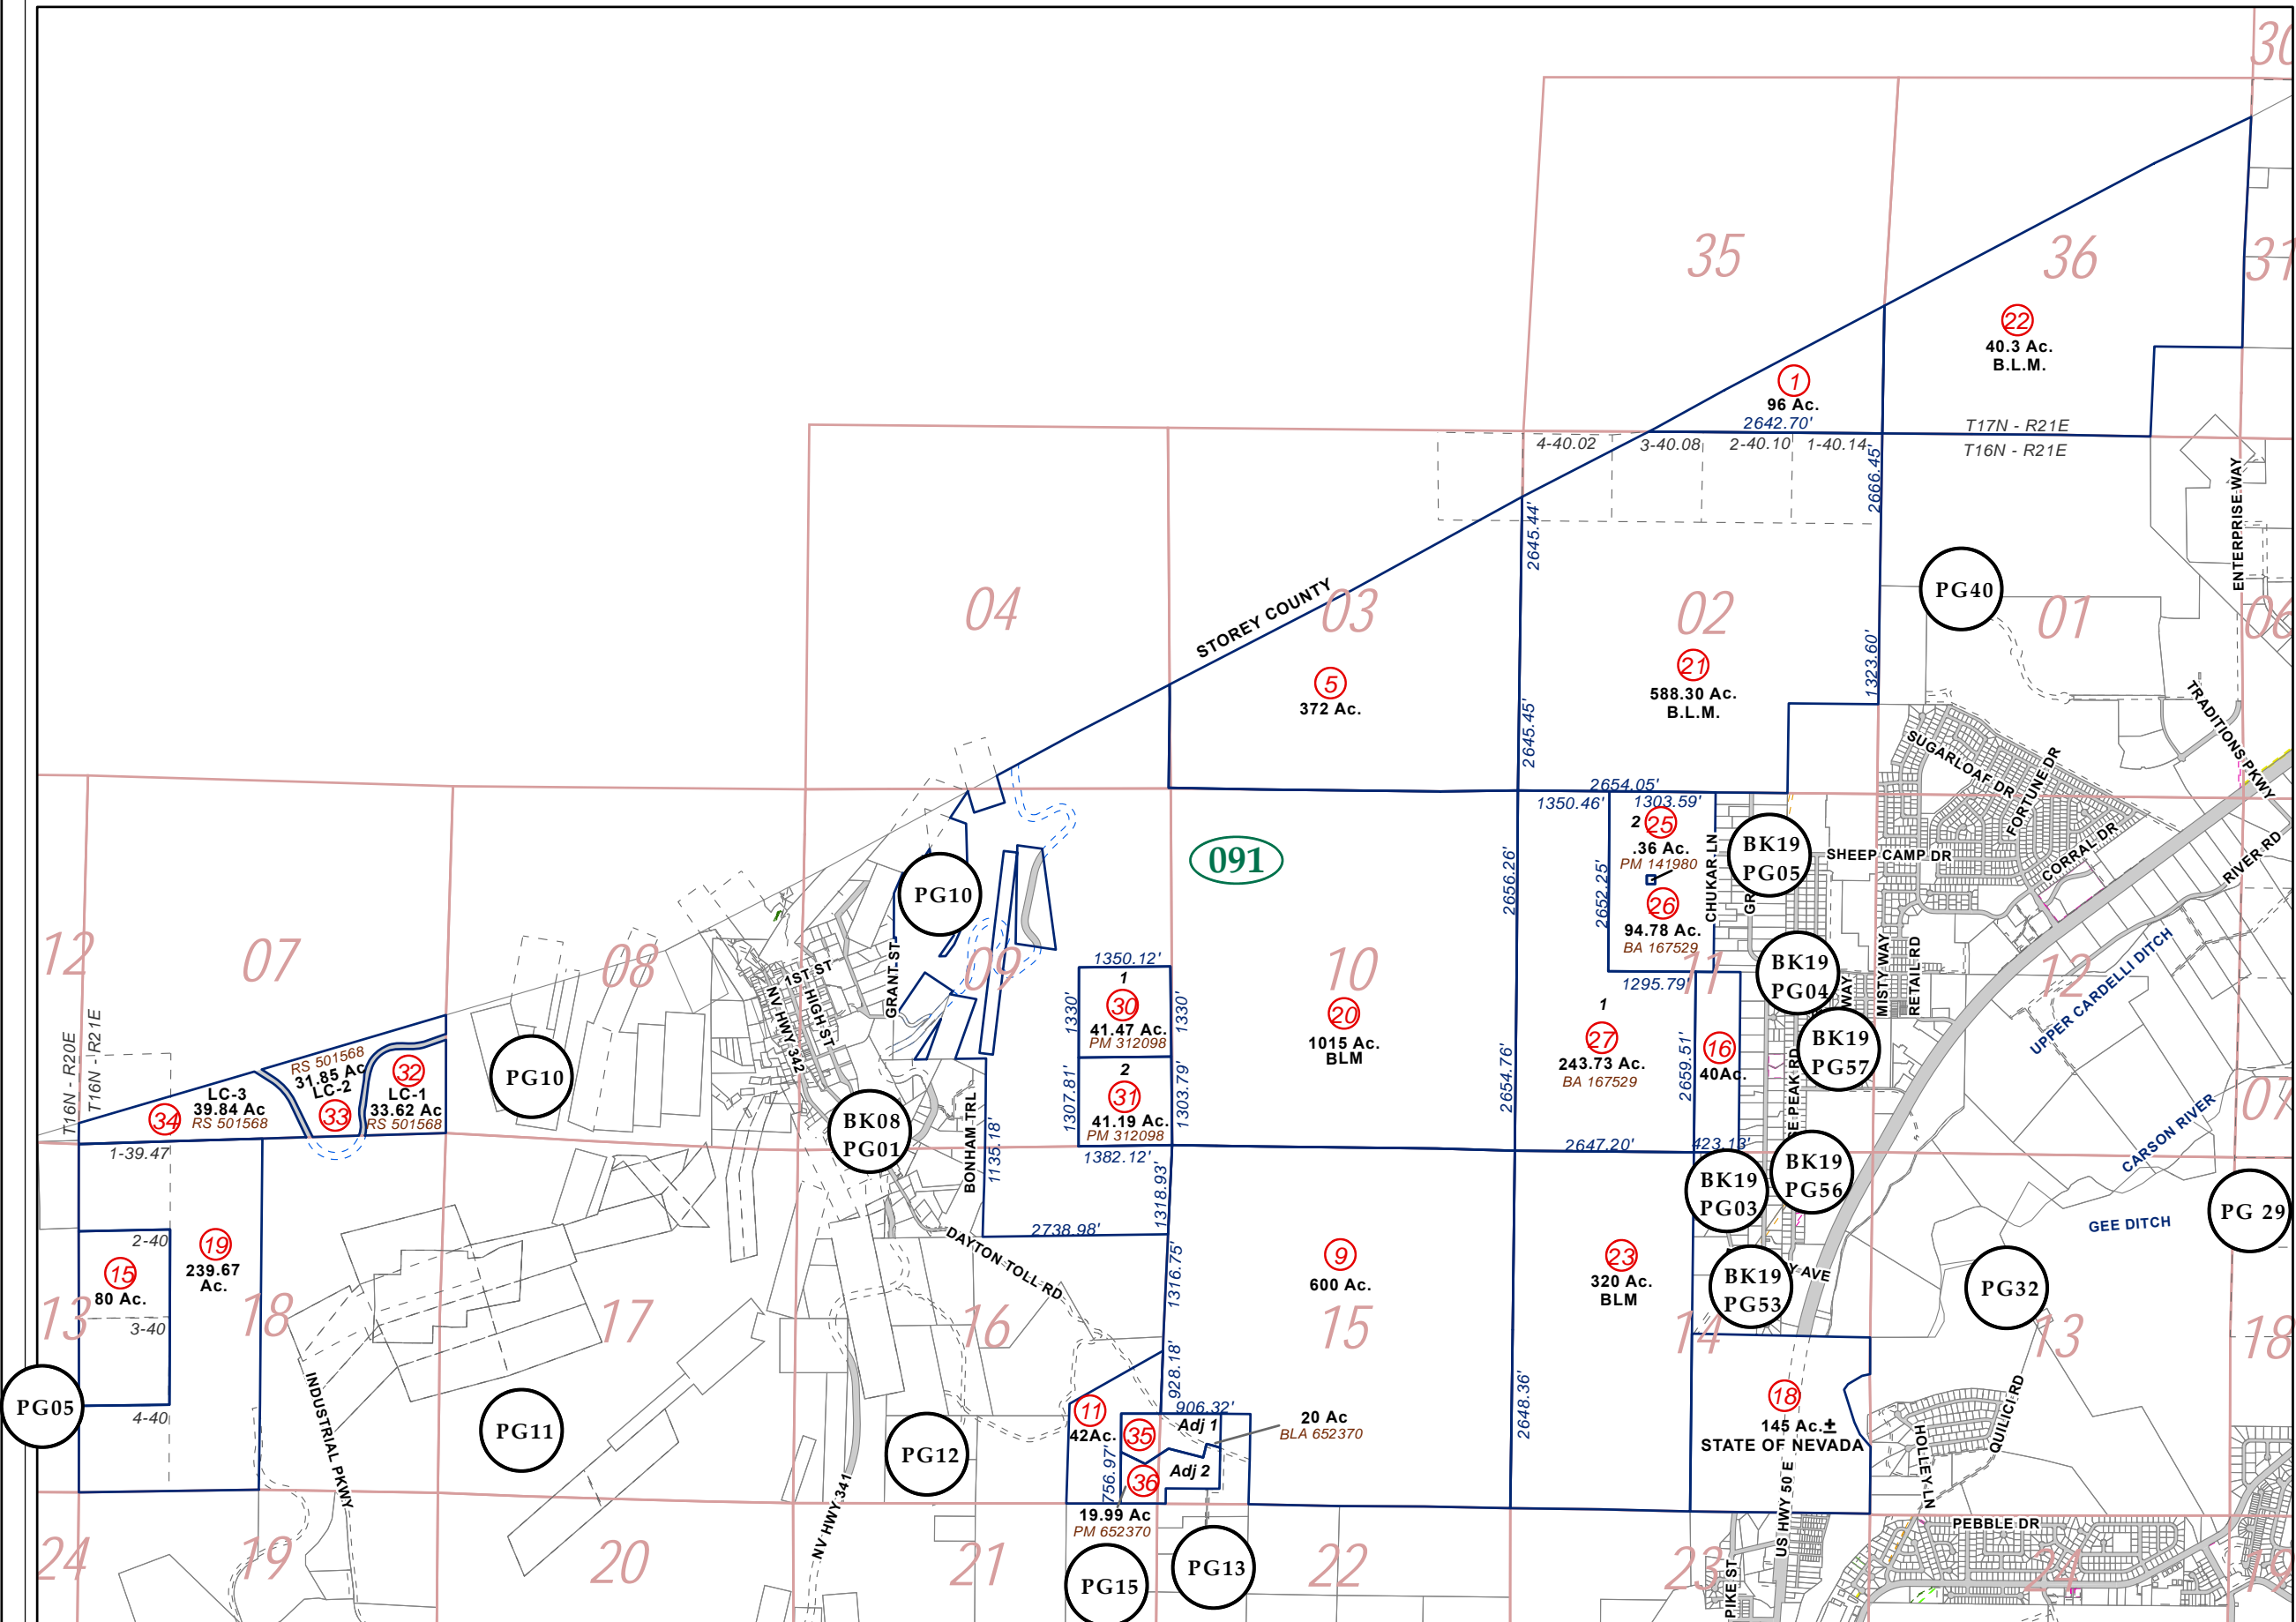 30
35
36
31
22
40.3 Ac.
B.L.M.
1
96 Ac.
2642.70'
T17N - R21E
T16N - R21E
4-40.02
3-40.08
2-40.10
1-40.14
2666.45'
2645.44'
ENTERPRISE WAY
STOREY COUNTY
04
03
02
01
06
PG40
5
372 Ac.
21
588.30 Ac.
B.L.M.
1323.60'
2645.45'
TRADITIONS PKWY
SUGARLOAF DR
FORTUNE DR
CORRAL DR
RIVER RD
2654.05'
1350.46'
1303.59'
2
25
.36 Ac.
PM 141980
26
94.78 Ac.
BA 167529
2656.26'
2652.25'
CHUKAR LN
GR
BK19
PG05
SHEEP CAMP DR
091
PG10
12
07
08
09
10
11
12
1ST ST
HIGH ST
NV HWY 342
GRANT ST
1350.12'
1
30
41.47 Ac.
PM 312098
1330'
1330'
2
31
41.19 Ac.
PM 312098
1307.81'
1303.79'
1382.12'
20
1015 Ac.
BLM
1295.79'
1
27
243.73 Ac.
BA 167529
2654.76'
2659.51'
16
40Ac.
BK19
PG04
WAY
MISTY WAY
RETAIL RD
BK19
PG57
SE PEAK RD
UPPER CARDELLI DITCH
CARSON RIVER
07
T16N - R20E
T16N - R21E
RS 501568
31.85 Ac
LC-2
33
32
LC-1
33.62 Ac
RS 501568
LC-3
39.84 Ac
RS 501568
34
PG10
BK08
PG01
BONHAM TRL
1135.18'
1318.93'
2738.98'
2647.20'
423.13'
BK19
PG03
BK19
PG56
GEE DITCH
PG 29
1-39.47
2-40
15
80 Ac.
3-40
4-40
19
239.67
Ac.
13
18
17
16
15
14
13
18
DAYTON TOLL RD
1316.75'
9
600 Ac.
23
320 Ac.
BLM
BK19
PG53
Y AVE
PG32
PG05
INDUSTRIAL PKWY
PG11
PG12
NV HWY 341
928.18'
11
42Ac.
906.32'
35
Adj 1
36
Adj 2
756.97'
20 Ac
BLA 652370
19.99 Ac
PM 652370
2648.36'
18
145 Ac.±
STATE OF NEVADA
US HWY 50 E
HOLLEY LN
QUILICI RD
PEBBLE DR
PIKE ST
PG15
PG13
24
19
20
21
22
23
24
19